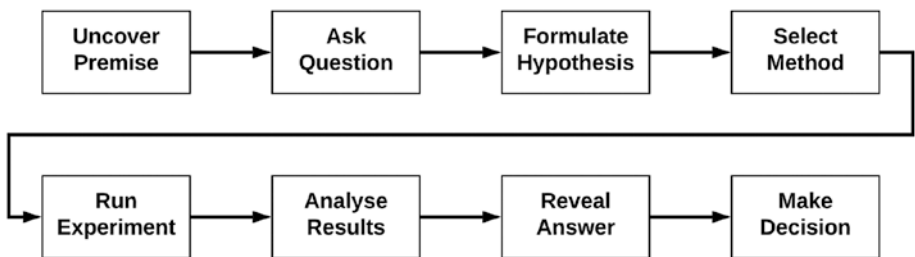 Uncover
Premise
Ask
Question
Formulate
Hypothesis
Select
Method
Run
Experiment
Analyse
Results
Reveal
Answer
Make
Decision